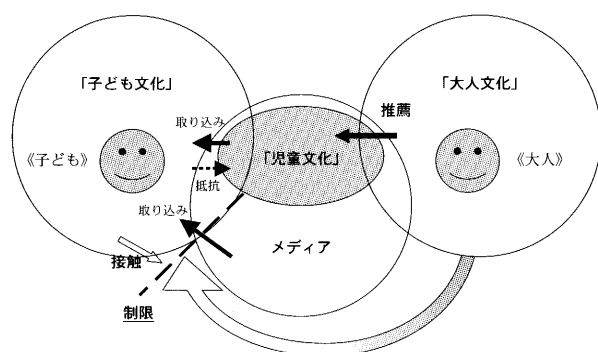 「子ども文化」
「大人文化」
推薦
取り込み
《子ども》
「児童文化」
《大人》
抵抗
取り込み
メディア
接触
制限